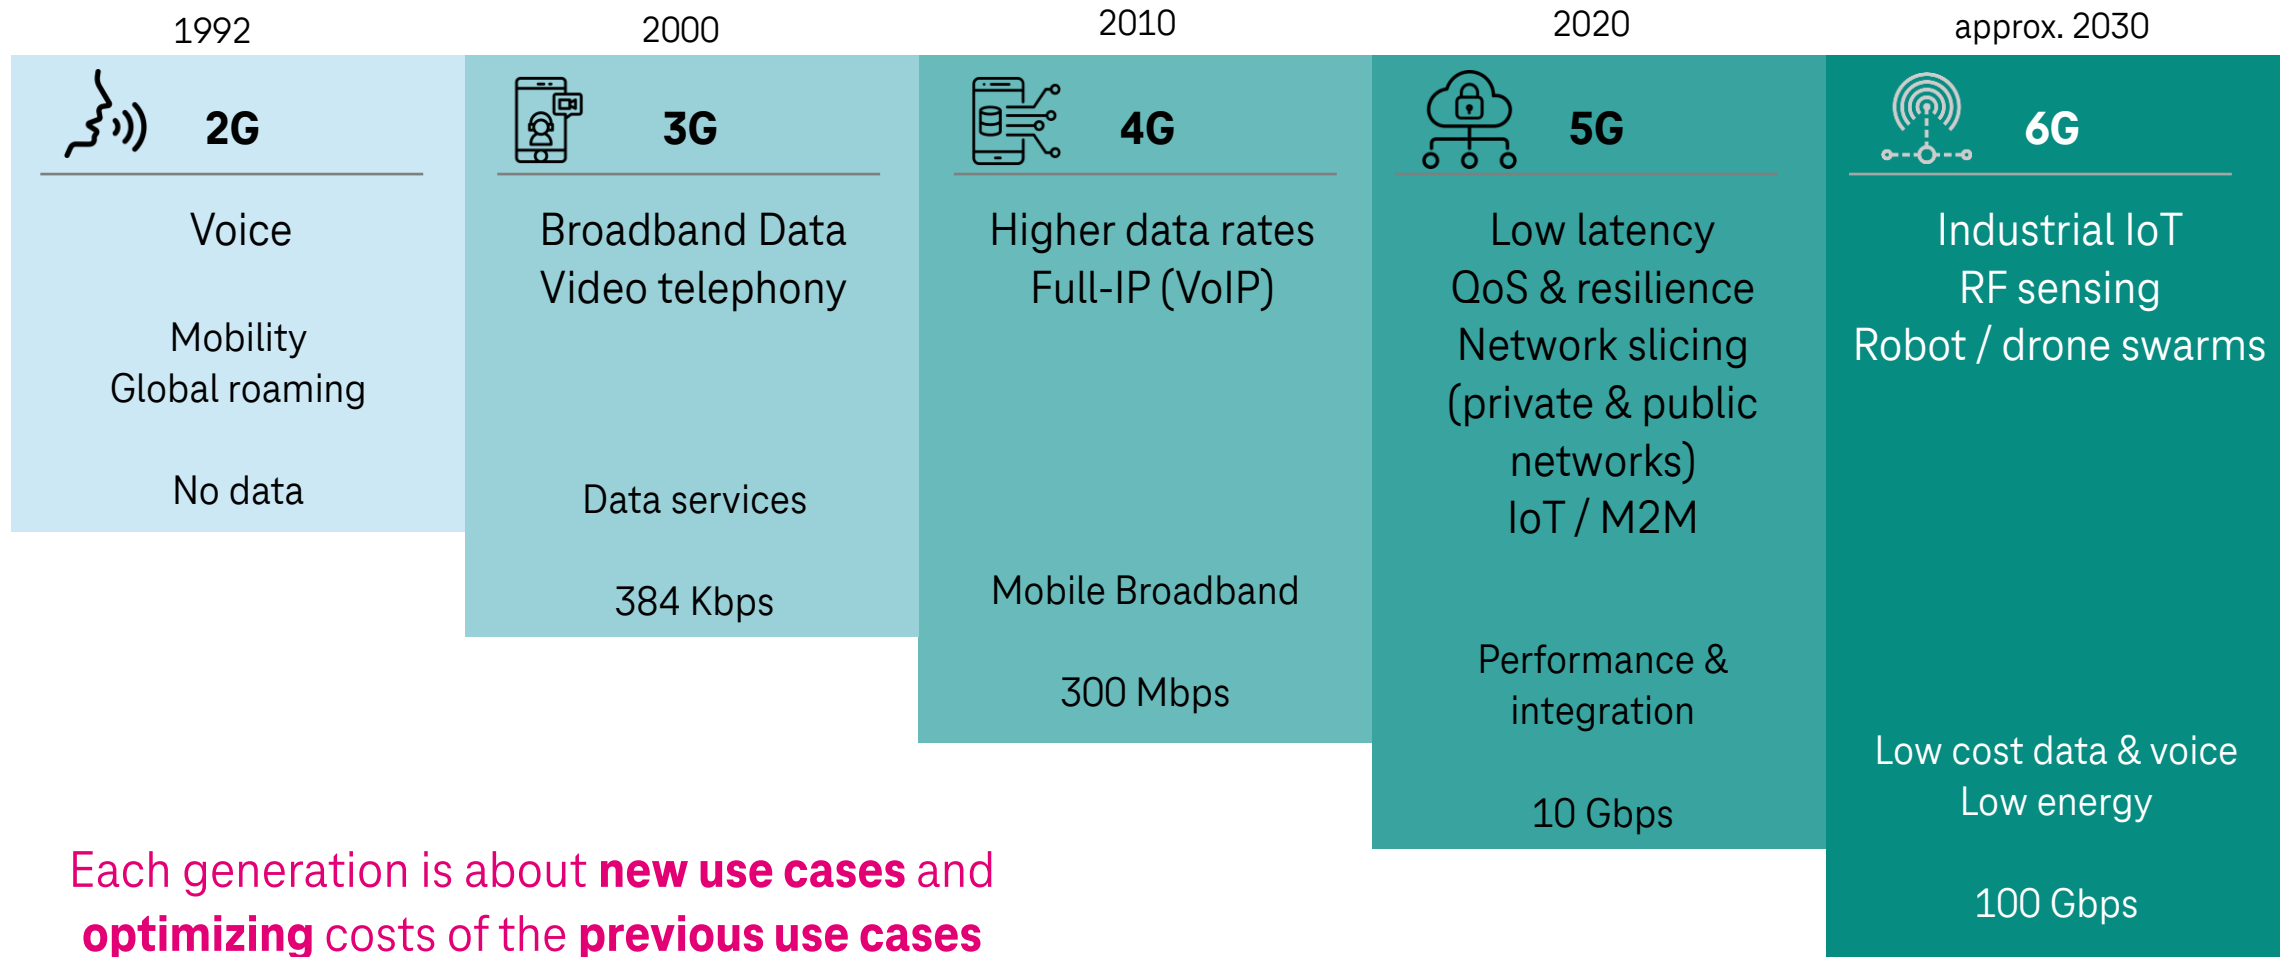 1992
2G
Voice
Mobility
Global roaming
No data
2000
3G
Broadband Data
Video telephony
Data services
384 Kbps
2010
4G
Higher data rates
Full-IP (VoIP)
Mobile Broadband
300 Mbps
2020
5G
Low latency
QoS & resilience
Network slicing
(private & public
networks)
IoT / M2M
Performance &
integration
10 Gbps
approx. 2030
6G
Industrial IoT
RF sensing
Robot / drone swarms
Low cost data & voice
Low energy
100 Gbps
Each generation is about new use cases and
optimizing costs of the previous use cases